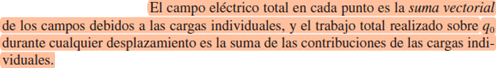 El campo eléctrico total en cada punto es la suma vectorial
de los campos debidos a las cargas individuales, y el trabajo total realizado sobre q₀
durante cualquier desplazamiento es la suma de las contribuciones de las cargas indi-
viduales.